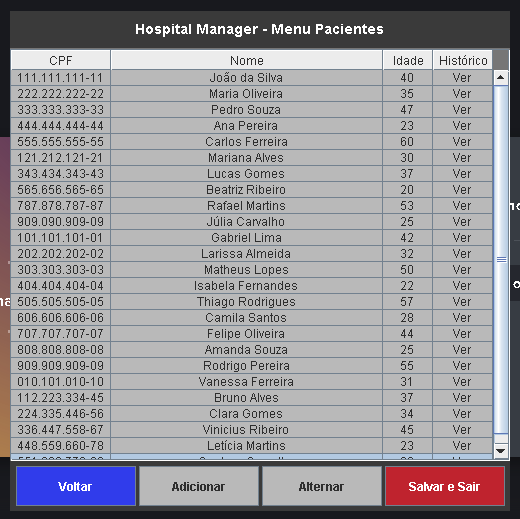 Hospital Manager - Menu Pacientes
CPF Nome Idade Histórico
111.111.111-11 João da Silva 40 Ver
222.222.222-22 Maria Oliveira 35 Ver
333.333.333-33 Pedro Souza 47 Ver
444.444.444-44 Ana Pereira 23 Ver
555.555.555-55 Carlos Ferreira 60 Ver
121.212.121-21 Mariana Alves 30 Ver
343.434.343-43 Lucas Gomes 37 Ver
565.656.565-65 Beatriz Ribeiro 20 Ver
787.878.787-87 Rafael Martins 53 Ver
909.090.909-09 Júlia Carvalho 25 Ver
101.101.101-01 Gabriel Lima 42 Ver
202.202.202-02 Larissa Almeida 32 Ver
303.303.303-03 Matheus Lopes 50 Ver
404.404.404-04 Isabela Fernandes 22 Ver
505.505.505-05 Thiago Rodrigues 57 Ver
606.606.606-06 Camila Santos 28 Ver
707.707.707-07 Felipe Oliveira 44 Ver
808.808.808-08 Amanda Souza 25 Ver
909.909.909-09 Rodrigo Pereira 55 Ver
010.101.010-10 Vanessa Ferreira 31 Ver
112.223.334-45 Bruno Alves 37 Ver
224.335.446-56 Clara Gomes 34 Ver
336.447.558-67 Vinicius Ribeiro 45 Ver
448.559.660-78 Letícia Martins 23 Ver
Voltar Adicionar Alternar Salvar e Sair